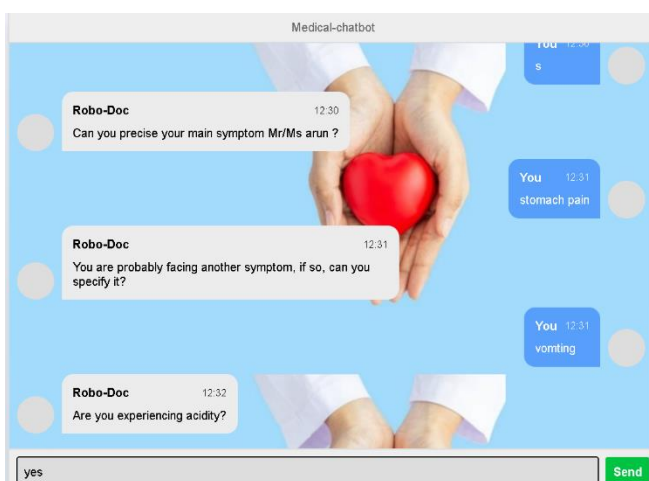 Medical-chatbot
You 12:30
s
Robo-Doc 12:30
Can you precise your main symptom Mr/Ms arun ?
You 12:31
stomach pain
Robo-Doc 12:31
You are probably facing another symptom, if so, can you
specify it?
You 12:31
vomting
Robo-Doc 12:32
Are you experiencing acidity?
yes
Send